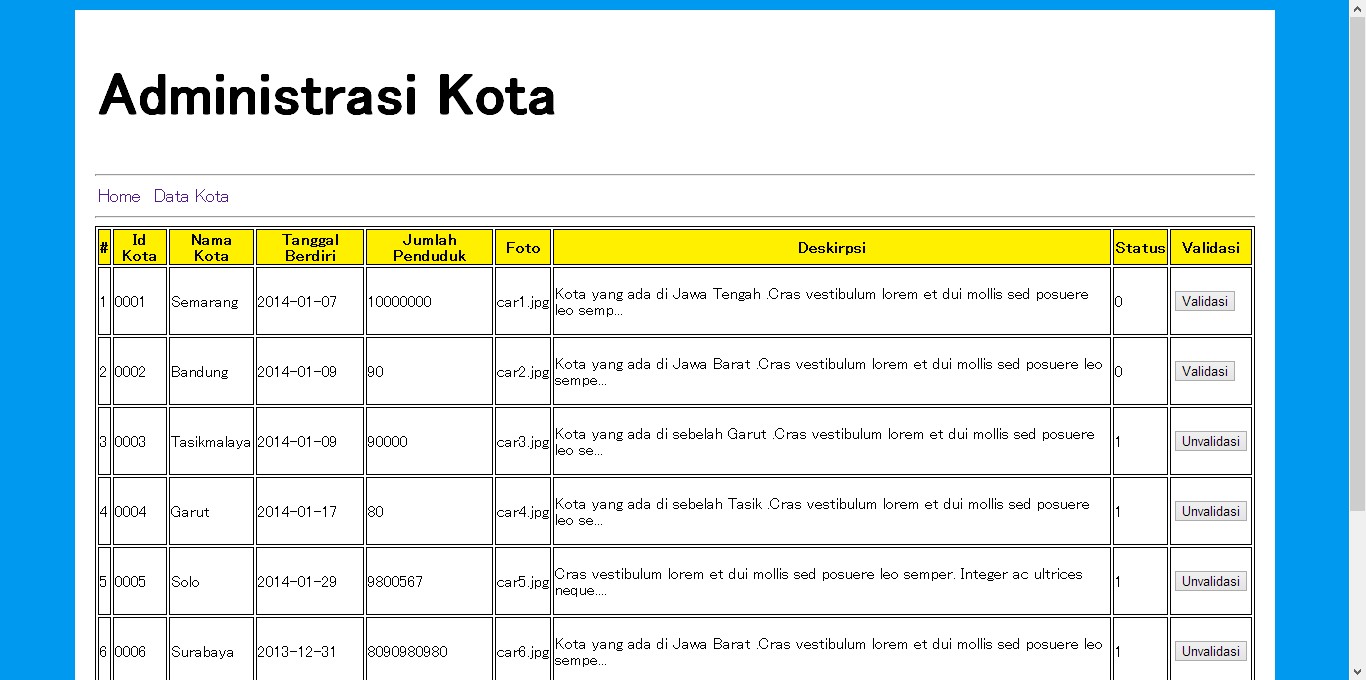 Administrasi Kota
Home Data Kota
# Id Kota Nama Kota Tanggal Berdiri Jumlah Penduduk Foto Deskirpsi Status Validasi
1 0001 Semarang 2014-01-07 10000000 car1.jpg Kota yang ada di Jawa Tengah .Cras vestibulum lorem et dui mollis sed posuere leo semp... 0 Validasi
2 0002 Bandung 2014-01-09 90 car2.jpg Kota yang ada di Jawa Barat .Cras vestibulum lorem et dui mollis sed posuere leo sempe... 0 Validasi
3 0003 Tasikmalaya 2014-01-09 90000 car3.jpg Kota yang ada di sebelah Garut .Cras vestibulum lorem et dui mollis sed posuere leo se... 1 Unvalidasi
4 0004 Garut 2014-01-17 80 car4.jpg Kota yang ada di sebelah Tasik .Cras vestibulum lorem et dui mollis sed posuere leo se... 1 Unvalidasi
5 0005 Solo 2014-01-29 9800567 car5.jpg Cras vestibulum lorem et dui mollis sed posuere leo semper. Integer ac ultrices neque.... 1 Unvalidasi
6 0006 Surabaya 2013-12-31 8090980980 car6.jpg Kota yang ada di Jawa Barat .Cras vestibulum lorem et dui mollis sed posuere leo sempe... 1 Unvalidasi